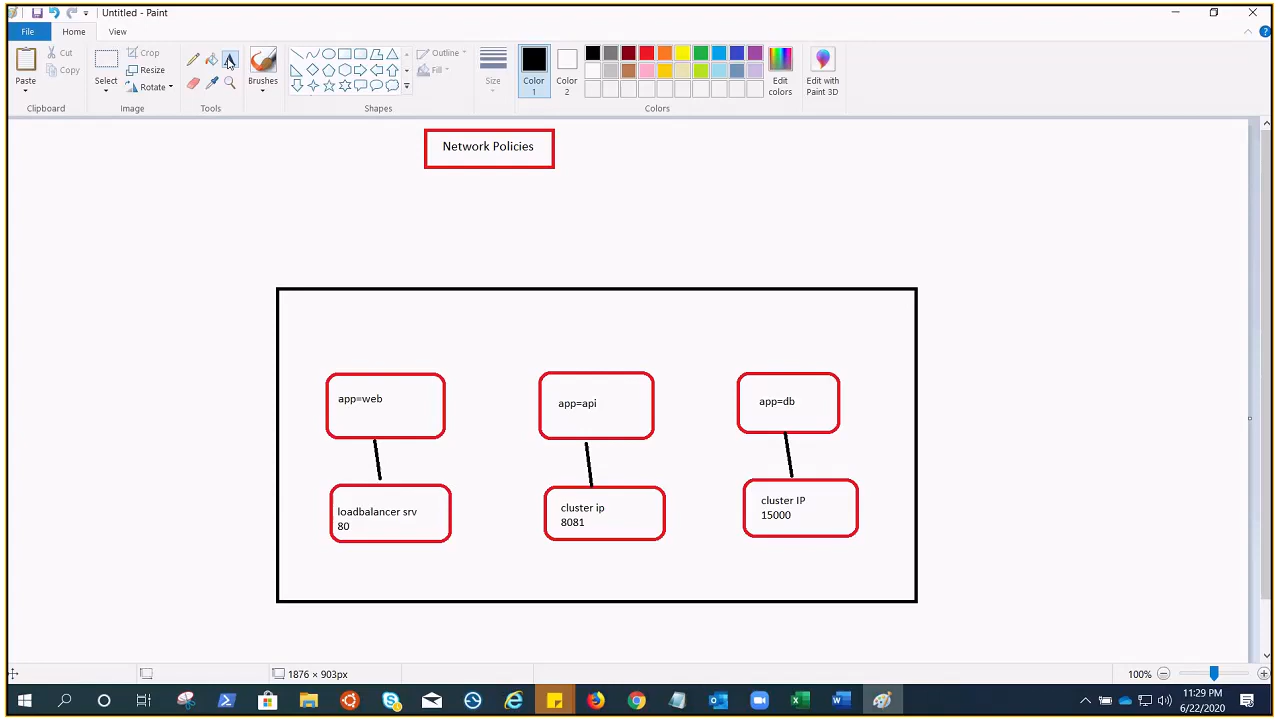 Untitled - Paint
File
Home
View
Paste
Cut
Copy
Clipboard
Select
Crop
Resize
Rotate
Image
Tools
Brushes
Outline
Fill
Shapes
Size
Color 1
Color 2
Edit colors
Colors
Edit with Paint 3D
Network Policies
app=web
app=api
app=db
loadbalancer srv
80
cluster ip
8081
cluster IP
15000
1876 × 903px
100%
11:29 PM
6/22/2020